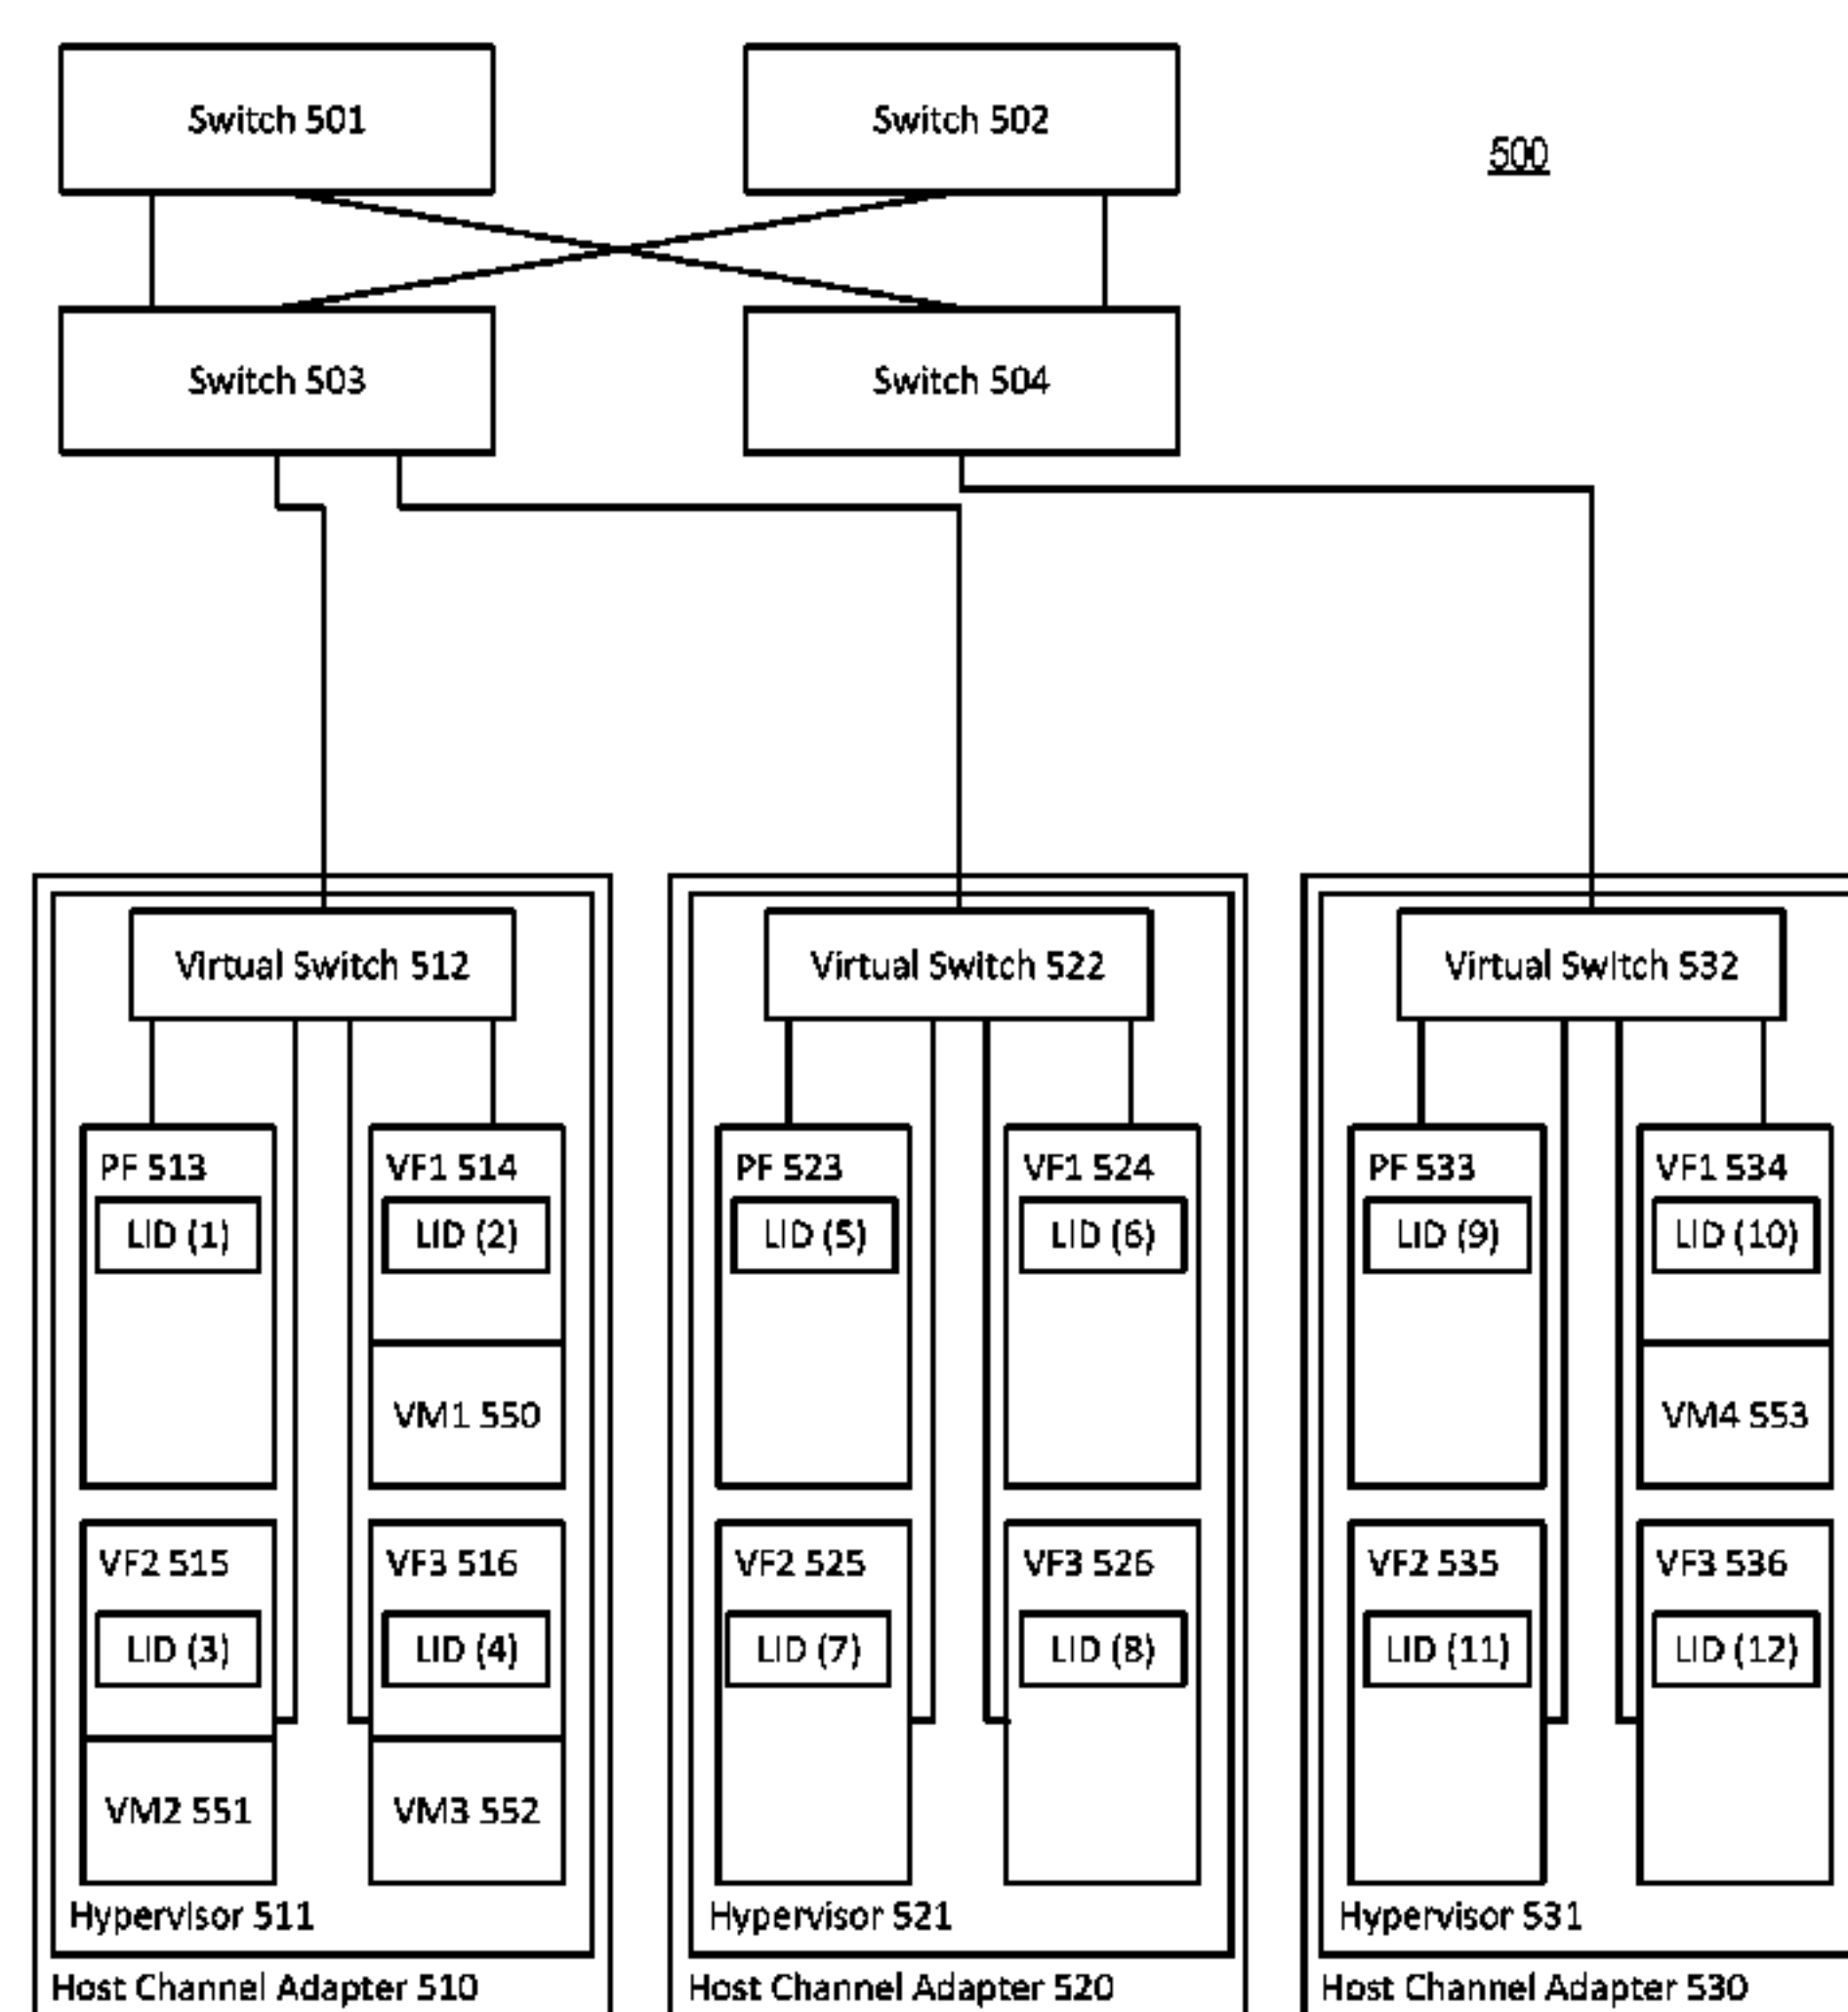 Switch 501
Switch 502
500
Switch 503
Switch 504
Virtual Switch 512
Virtual Switch 522
Virtual Switch 532
PF 513
LID (1)
VF1 514
LID (2)
VM1 550
PF 523
LID (5)
VF1 524
LID (6)
PF 533
LID (9)
VF1 534
LID (10)
VM4 553
VF2 515
LID (3)
VM2 551
VF3 516
LID (4)
VM3 552
VF2 525
LID (7)
VF3 526
LID (8)
VF2 535
LID (11)
VF3 536
LID (12)
Hypervisor 511
Hypervisor 521
Hypervisor 531
Host Channel Adapter 510
Host Channel Adapter 520
Host Channel Adapter 530